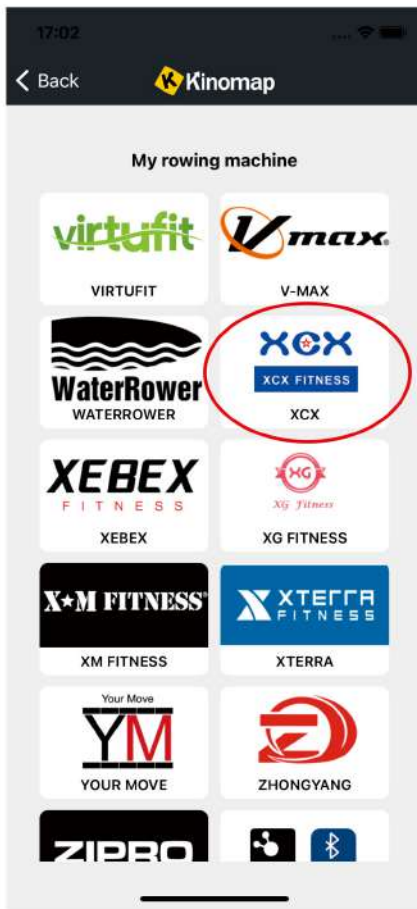 17:02
Back
Kinomap
My rowing machine
virtufit
Vmax.
VIRTUFIT
V-MAX
WaterRower
WATERROWER
XCX
XCX FITNESS
XCX
XEBEX
FITNESS
XEBEX
XG
XG Fitness
XG FITNESS
X★M FITNESS®
XM FITNESS
XTERRA
FITNESS
XTERRA
Your Move
YM
YOUR MOVE
ZHONGYANG
ZIPRO